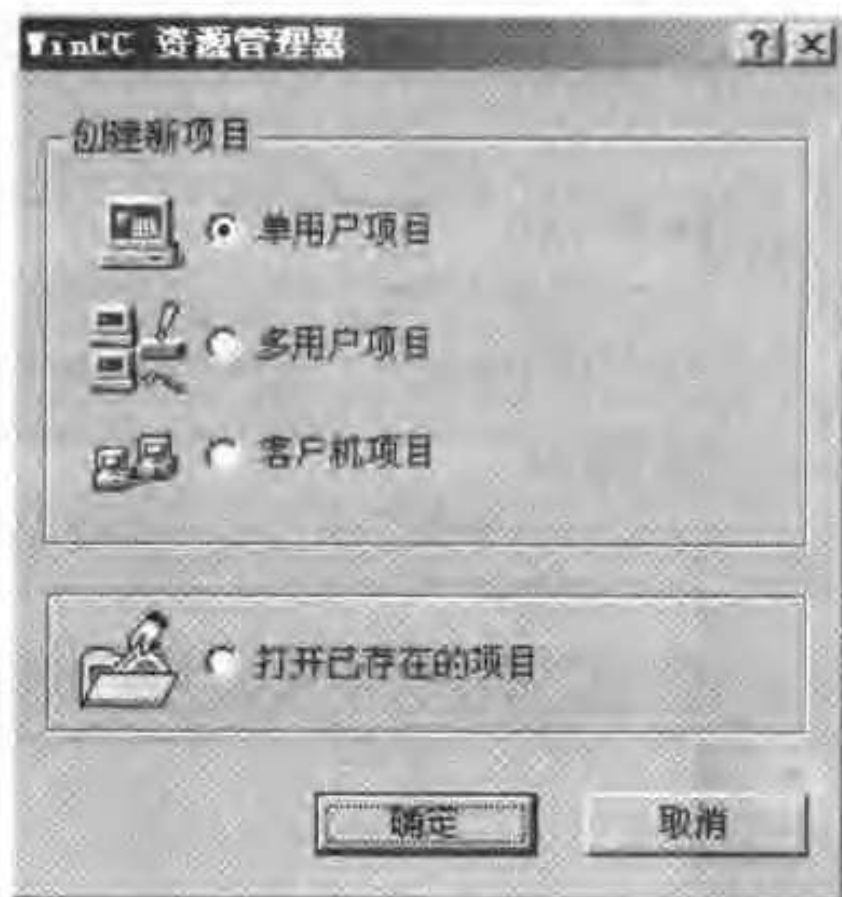 WinCC 资源管理器
创建新项目
单用户项目
多用户项目
客户机项目
打开已存在的项目
确定
取消